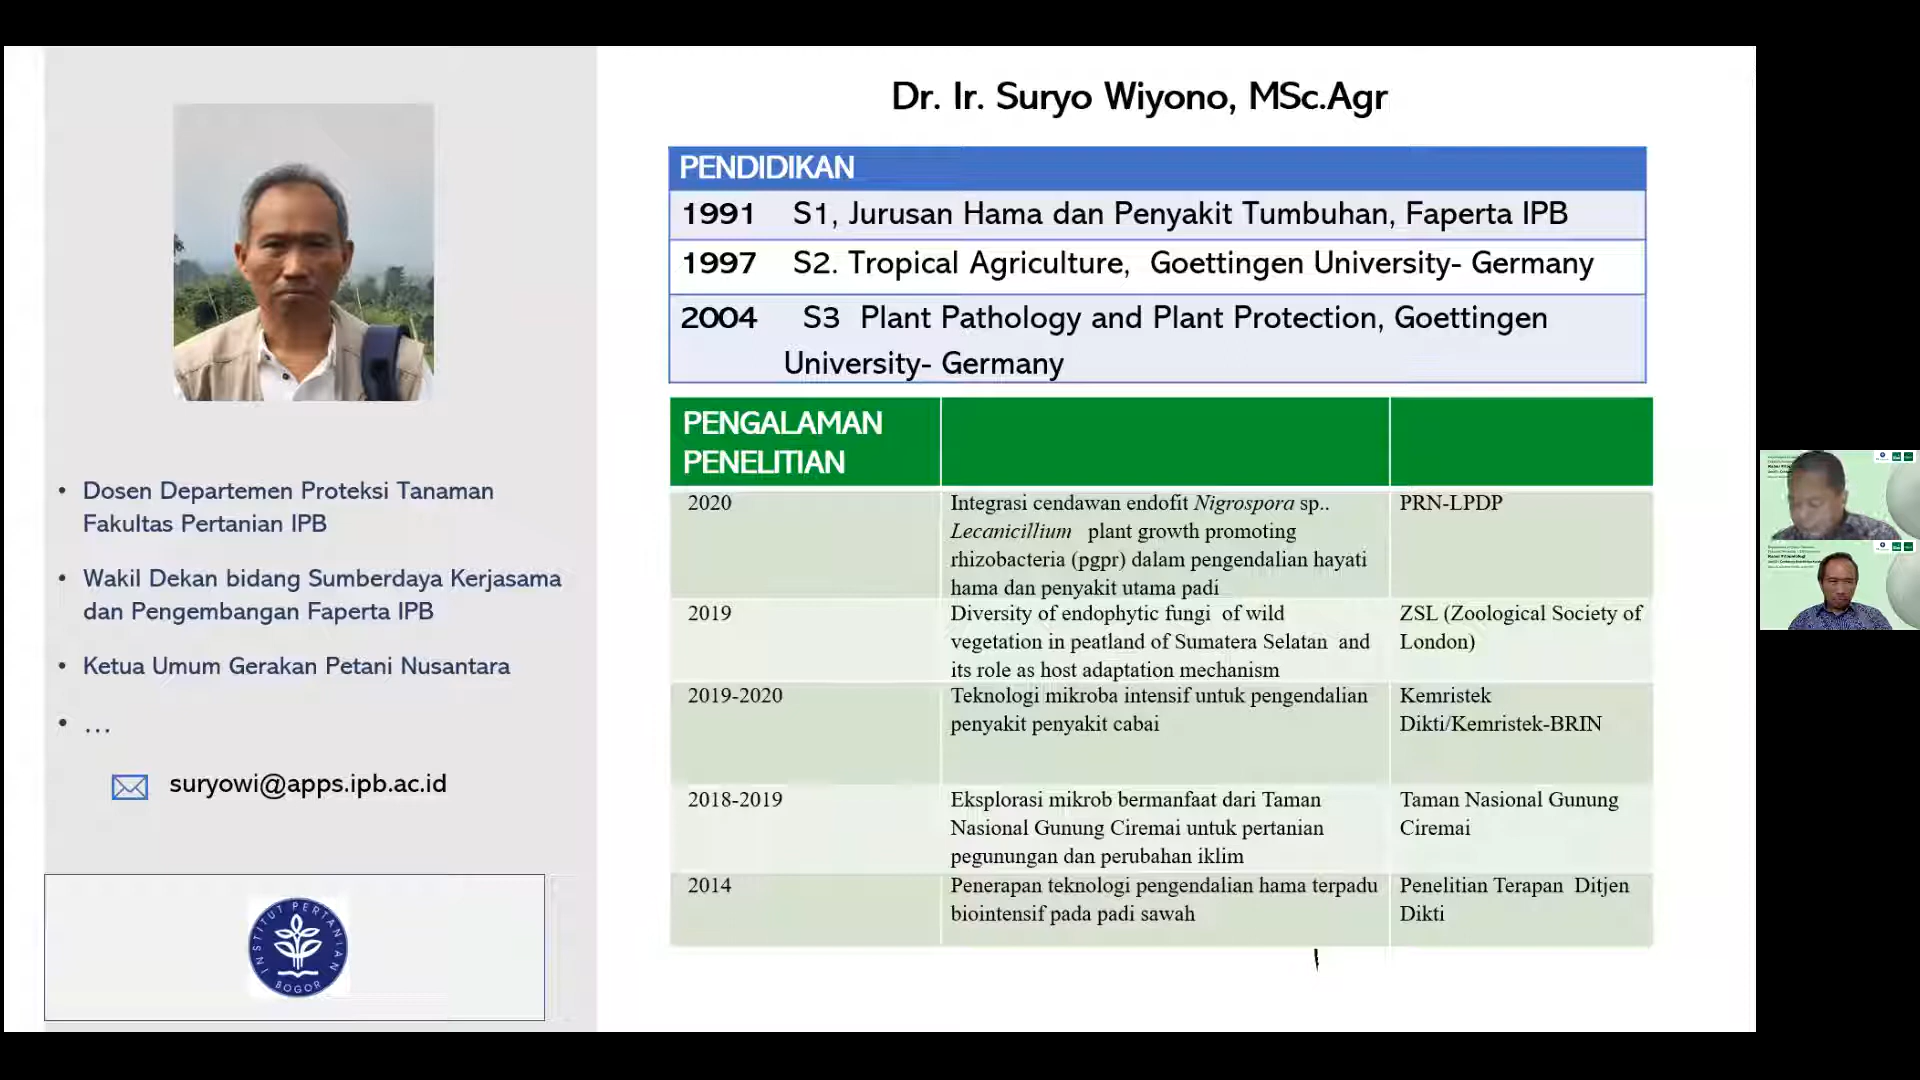 Dr. Ir. Suryo Wiyono, MSc.Agr
PENDIDIKAN
1991 S1, Jurusan Hama dan Penyakit Tumbuhan, Faperta IPB
1997 S2. Tropical Agriculture, Goettingen University- Germany
2004 S3 Plant Pathology and Plant Protection, Goettingen
University- Germany
• Dosen Departemen Proteksi Tanaman
Fakultas Pertanian IPB
• Wakil Dekan bidang Sumberdaya Kerjasama
dan Pengembangan Faperta IPB
• Ketua Umum Gerakan Petani Nusantara
• ...
suryowi@apps.ipb.ac.id
INSTITUT PERTANIAN
BOGOR
PENGALAMAN
PENELITIAN
2020
Integrasi cendawan endofit Nigrospora sp..
Lecanicillium plant growth promoting
rhizobacteria (pgpr) dalam pengendalian hayati
hama dan penyakit utama padi
PRN-LPDP
2019
Diversity of endophytic fungi of wild
vegetation in peatland of Sumatera Selatan and
its role as host adaptation mechanism
ZSL (Zoological Society of
London)
2019-2020
Teknologi mikroba intensif untuk pengendalian
penyakit penyakit cabai
Kemristek
Dikti/Kemristek-BRIN
2018-2019
Eksplorasi mikrob bermanfaat dari Taman
Nasional Gunung Ciremai untuk pertanian
pegunungan dan perubahan iklim
Taman Nasional Gunung
Ciremai
2014
Penerapan teknologi pengendalian hama terpadu
biointensif pada padi sawah
Penelitian Terapan Ditjen
Dikti